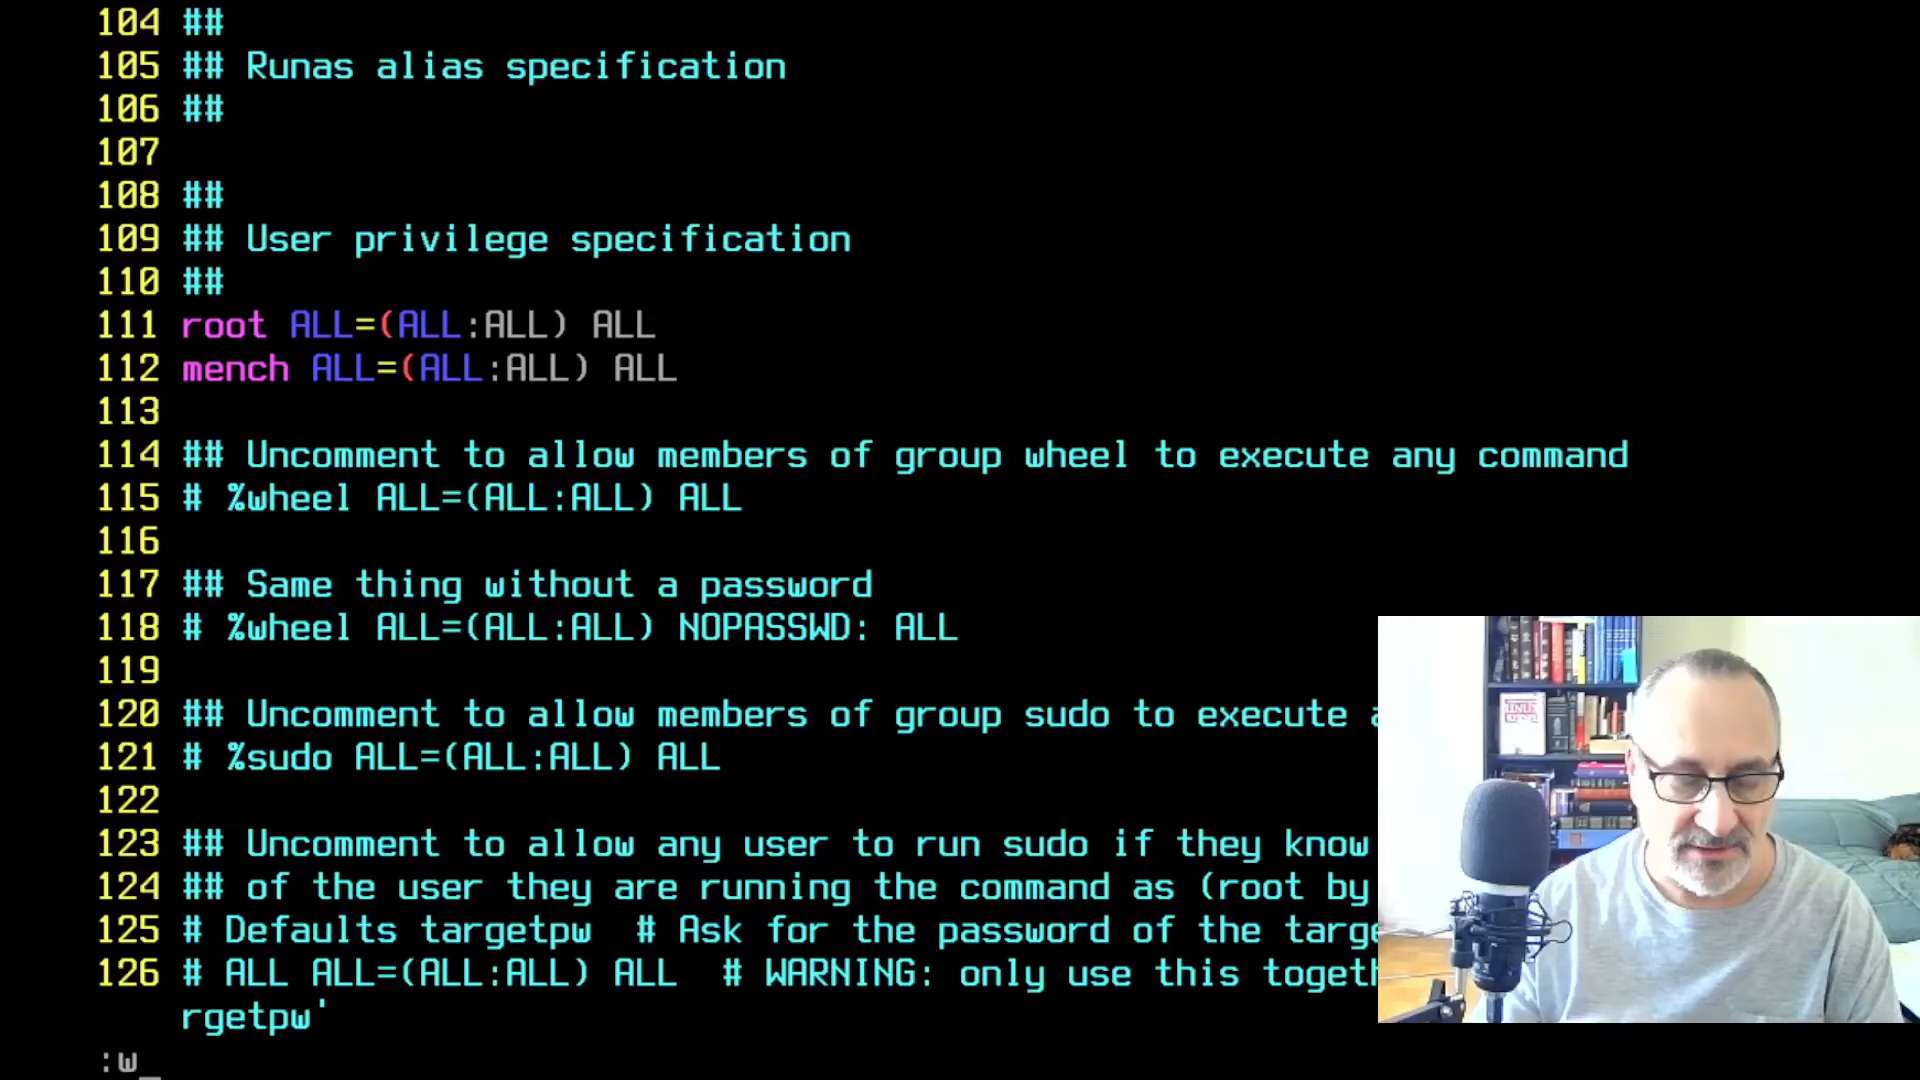 104 ##
105 ## Runas alias specification
106 ##
107
108 ##
109 ## User privilege specification
110 ##
111 root ALL=(ALL:ALL) ALL
112 mench ALL=(ALL:ALL) ALL
113
114 ## Uncomment to allow members of group wheel to execute any command
115 # %wheel ALL=(ALL:ALL) ALL
116
117 ## Same thing without a password
118 # %wheel ALL=(ALL:ALL) NOPASSWD: ALL
119
120 ## Uncomment to allow members of group sudo to execute
121 # %sudo ALL=(ALL:ALL) ALL
122
123 ## Uncomment to allow any user to run sudo if they know
124 ## of the user they are running the command as (root by
125 # Defaults targetpw  # Ask for the password of the targe
126 # ALL ALL=(ALL:ALL) ALL  # WARNING: only use this togeth
rgetpw'
:w_
LINUX